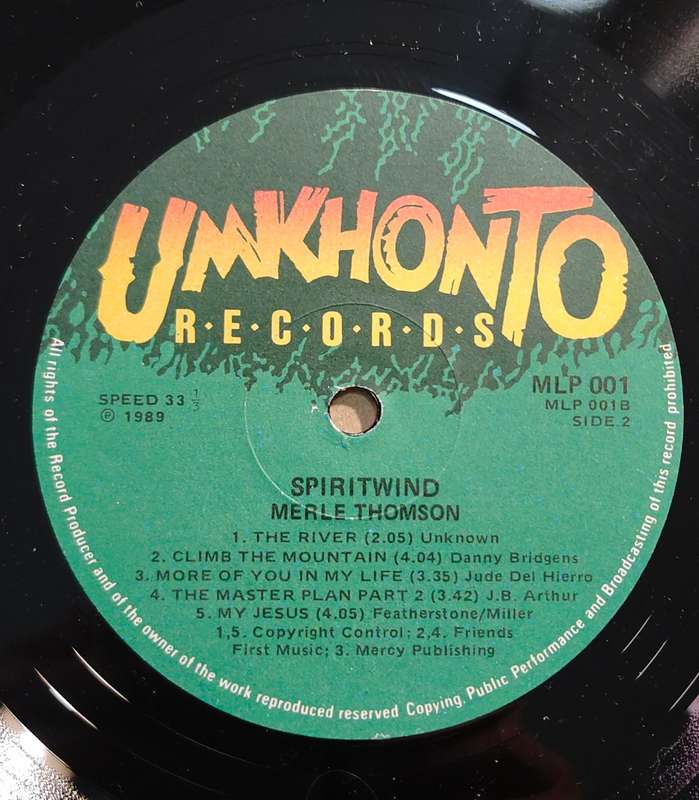 UMKHONTO
R·E·C·O·R·D·S
SPEED 33 1/3
℗ 1989
MLP 001
MLP 001B
SIDE.2
SPIRITWIND
MERLE THOMSON
1. THE RIVER (2.05) Unknown
2. CLIMB THE MOUNTAIN (4.04) Danny Bridgens
3. MORE OF YOU IN MY LIFE (3.35) Jude Del Hierro
4. THE MASTER PLAN PART 2 (3.42) J.B. Arthur
5. MY JESUS (4.05) Featherstone/Miller
1,5. Copyright Control; 2,4. Friends
First Music; 3. Mercy Publishing
All rights of the Record Producer and of the owner of the work reproduced reserved Copying, Public Performance and Broadcasting of this record prohibited